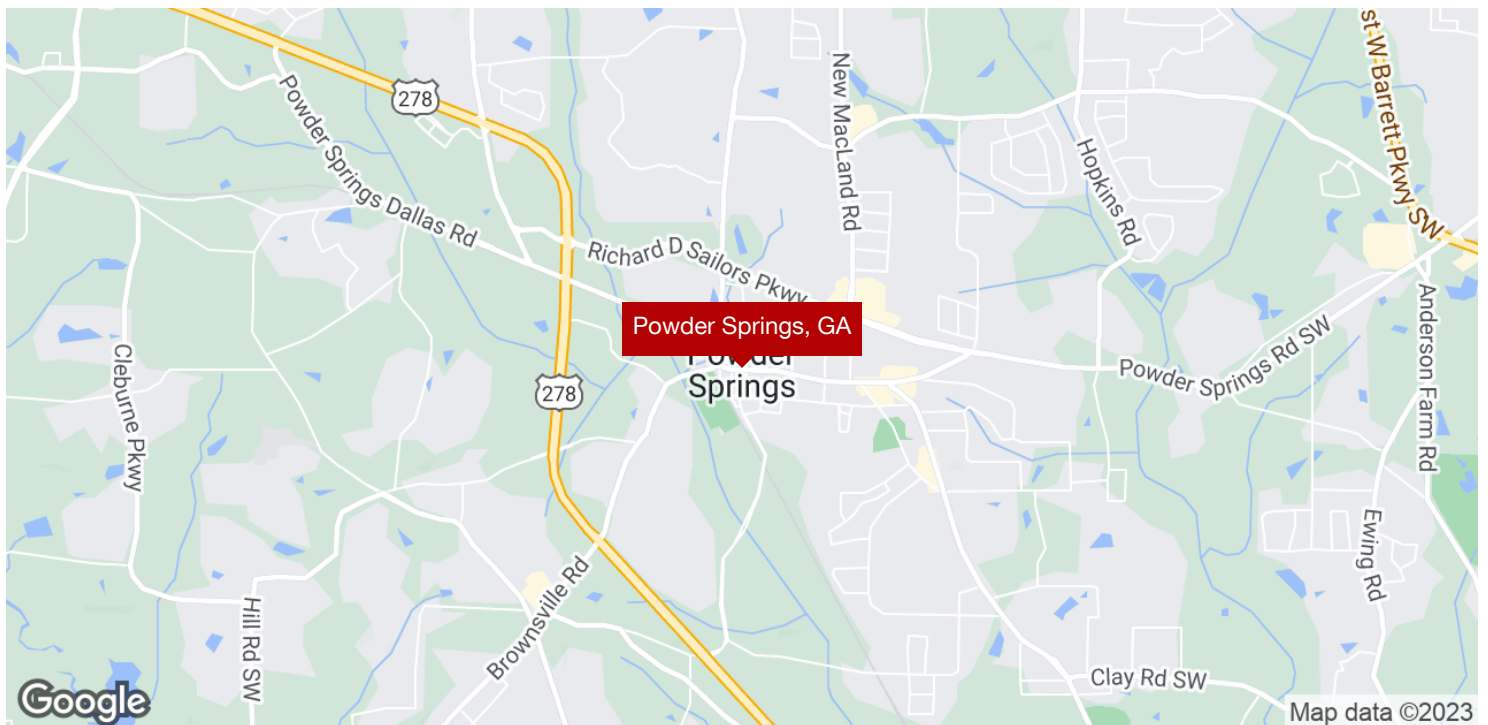 278
Powder Springs Dallas Rd
New MacLand Rd
Hopkins Rd
st W Barrett Pkwy SW
Richard D Sailors Pkwy
Powder Springs, GA
Powder
Springs
278
Cleburne Pkwy
Powder Springs Rd SW
Anderson Farm Rd
Ewing Rd
Brownsville Rd
Hill Rd SW
Clay Rd SW
Google
Map data ©2023